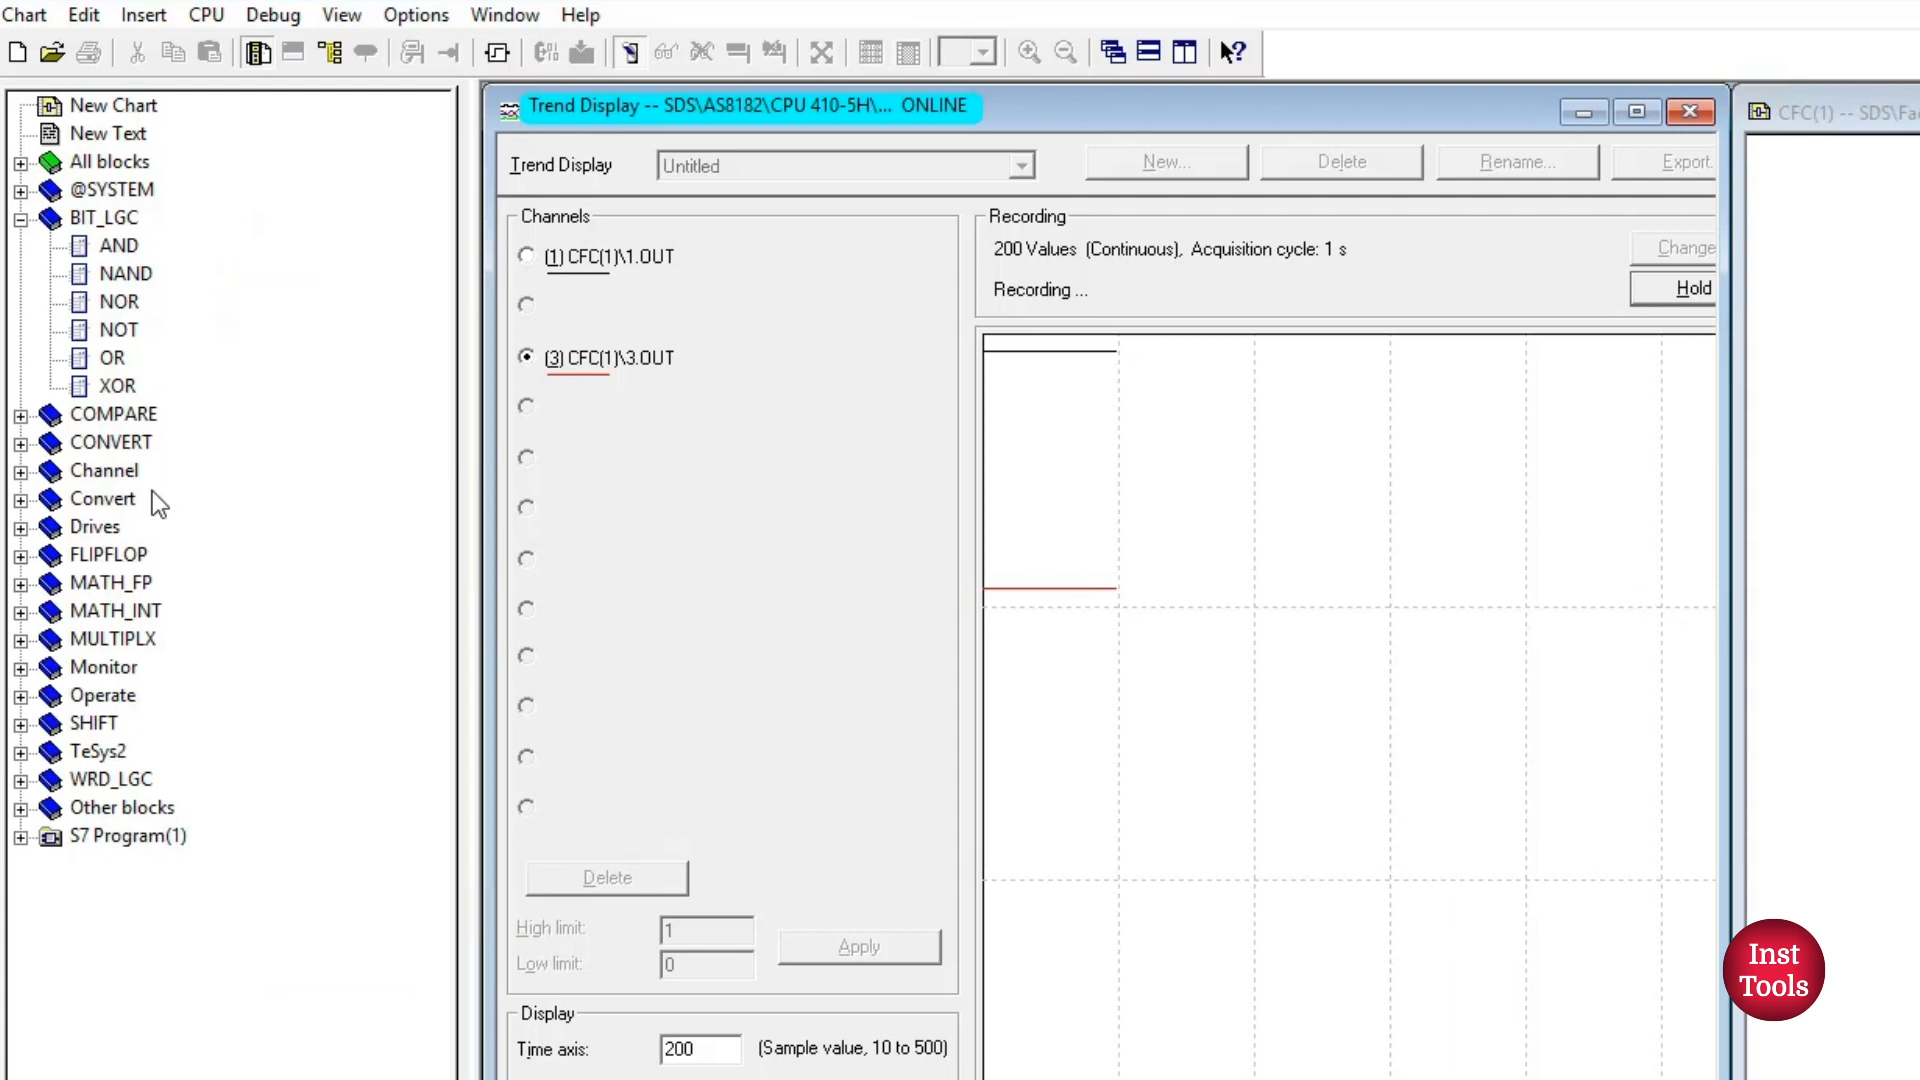 Chart Edit Insert CPU Debug View Options Window Help
New Chart
New Text
All blocks
@SYSTEM
BIT_LGC
AND
NAND
NOR
NOT
OR
XOR
COMPARE
CONVERT
Channel
Convert
Drives
FLIPFLOP
MATH_FP
MATH_INT
MULTIPLX
Monitor
Operate
SHIFT
TeSys2
WRD_LGC
Other blocks
S7 Program(1)
Trend Display -- SDS\AS8182\CPU 410-5H\... ONLINE
Trend Display Untitled New... Delete Rename... Export.
Channels
(1) CFC(1)\1.OUT
(3) CFC(1)\3.OUT
Delete
High limit: 1
Low limit: 0
Apply
Display
Time axis: 200 (Sample value, 10 to 500)
Recording
200 Values (Continuous), Acquisition cycle: 1 s
Change
Recording ...
Hold
CFC(1) -- SDS\Fa
Inst
Tools